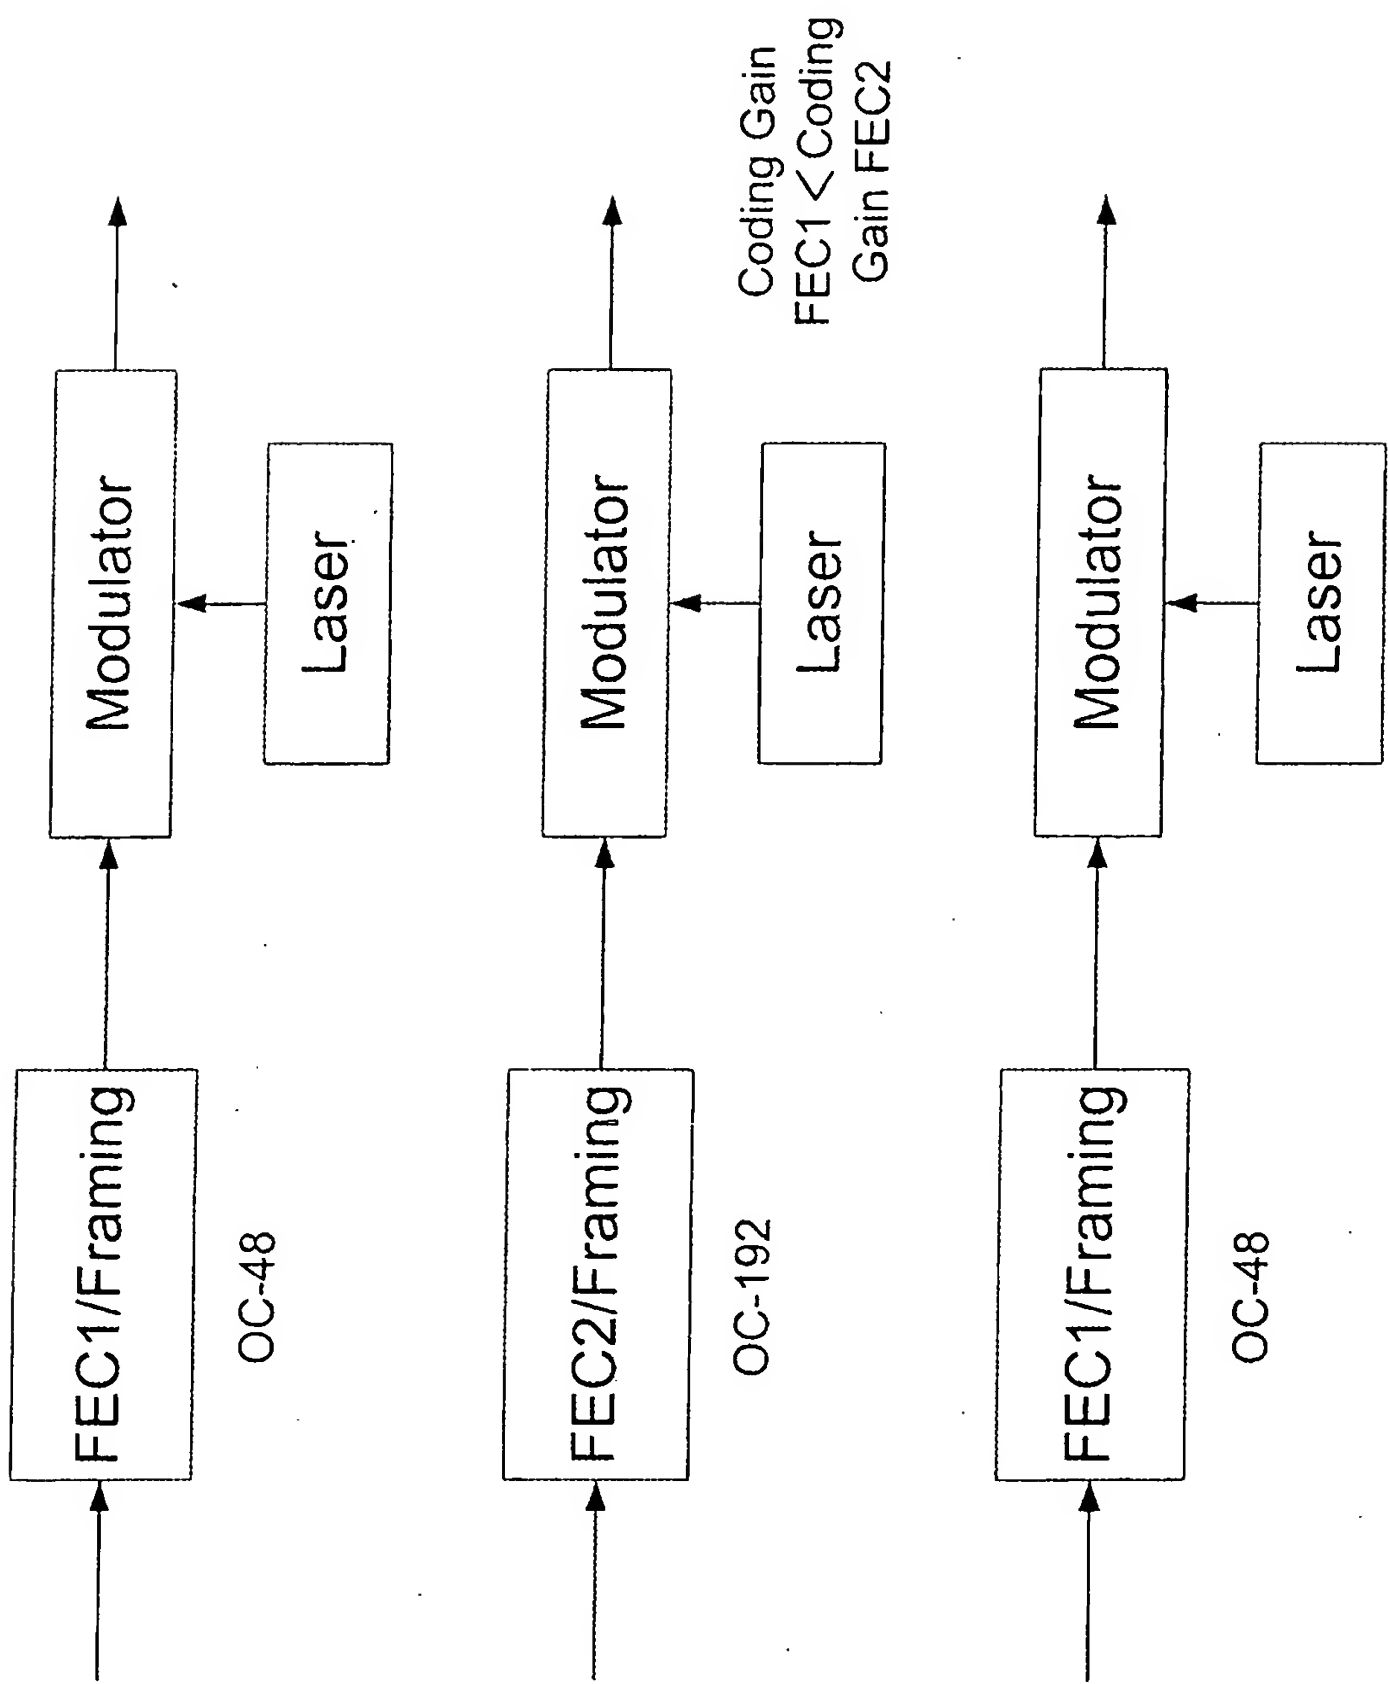 FEC1/Framing
OC-48
Modulator
Laser
FEC2/Framing
OC-192
Modulator
Laser
Coding Gain
FEC1 < Coding
Gain FEC2
FEC1/Framing
OC-48
Modulator
Laser